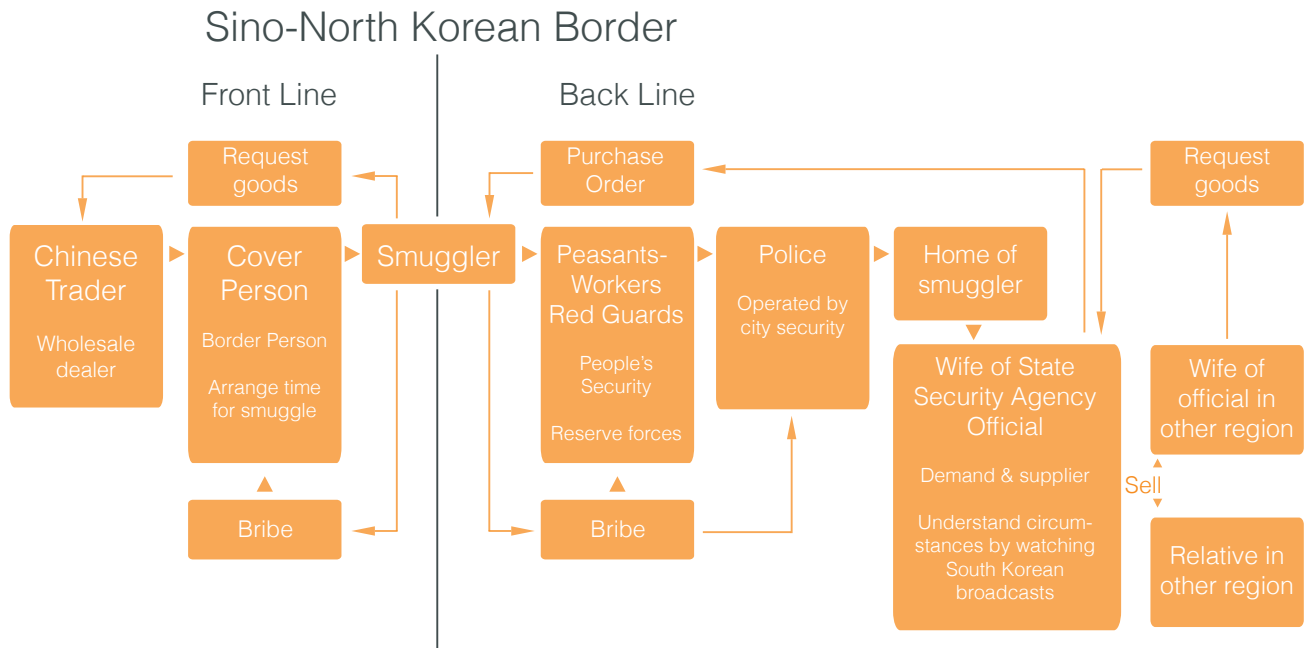 Sino-North Korean Border
Front Line
Back Line
Request
goods
Purchase
Order
Request
goods
Chinese
Trader
Wholesale
dealer
Cover
Person
Border Person
Arrange time
for smuggle
Smuggler
Peasants-
Workers
Red Guards
People's
Security
Reserve forces
Police
Operated by
city security
Home of
smuggler
Wife of State
Security Agency
Official
Demand & supplier
Understand circum-
stances by watching
South Korean
broadcasts
Wife of
official in
other region
Sell
Relative in
other region
Bribe
Bribe